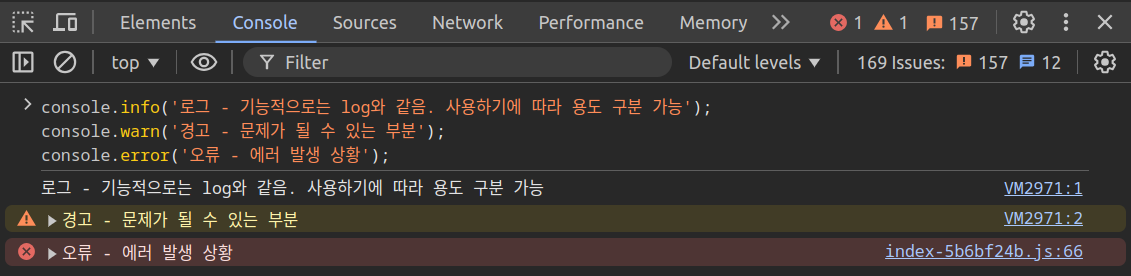 Elements Console Sources Network Performance Memory 1 1 157
top Filter Default levels 169 Issues: 157 12
console.info('로그 - 기능적으로는 log와 같음. 사용하기에 따라 용도 구분 가능');
console.warn('경고 - 문제가 될 수 있는 부분');
console.error('오류 - 에러 발생 상황');
로그 - 기능적으로는 log와 같음. 사용하기에 따라 용도 구분 가능 VM2971:1
경고 - 문제가 될 수 있는 부분 VM2971:2
오류 - 에러 발생 상황 index-5b6bf24b.js:66